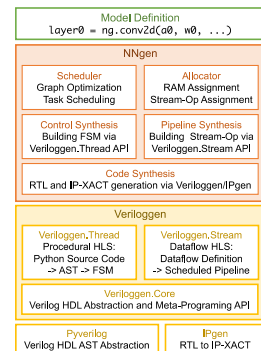 Model Definition
layer0 = ng.conv2d(a0, w0, ...)
NNgen
Scheduler
Graph Optimization
Task Scheduling
Allocator
RAM Assignment
Stream-Op Assignment
Control Synthesis
Building FSM via
Veriloggen.Thread API
Pipeline Synthesis
Building Stream-Op via
Veriloggen.Stream API
Code Synthesis
RTL and IP-XACT generation via Veriloggen/IPgen
Veriloggen
Veriloggen.Thread
Procedural HLS:
Python Source Code
-> AST -> FSM
Veriloggen.Stream
Dataflow HLS:
Dataflow Definition
-> Scheduled Pipeline
Veriloggen.Core
Verilog HDL Abstraction and Meta-Programing API
Pyverilog
Verilog HDL AST Abstraction
IPgen
RTL to IP-XACT